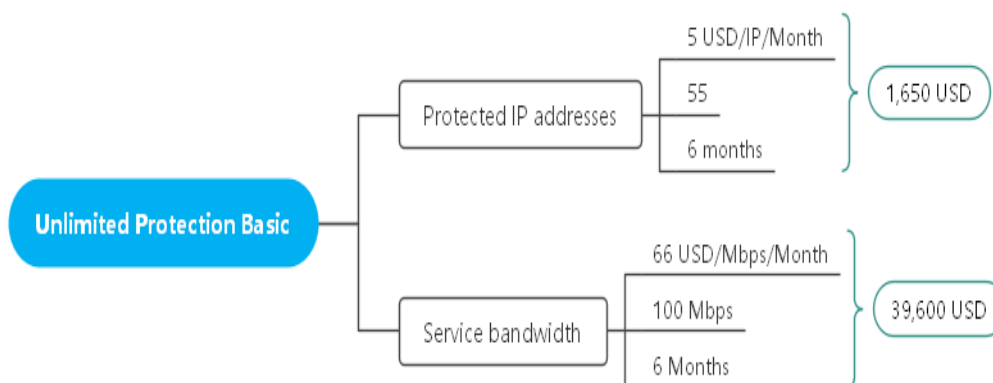 Unlimited Protection Basic
Protected IP addresses
5 USD/IP/Month
55
6 months
1,650 USD
Service bandwidth
66 USD/Mbps/Month
100 Mbps
6 Months
39,600 USD